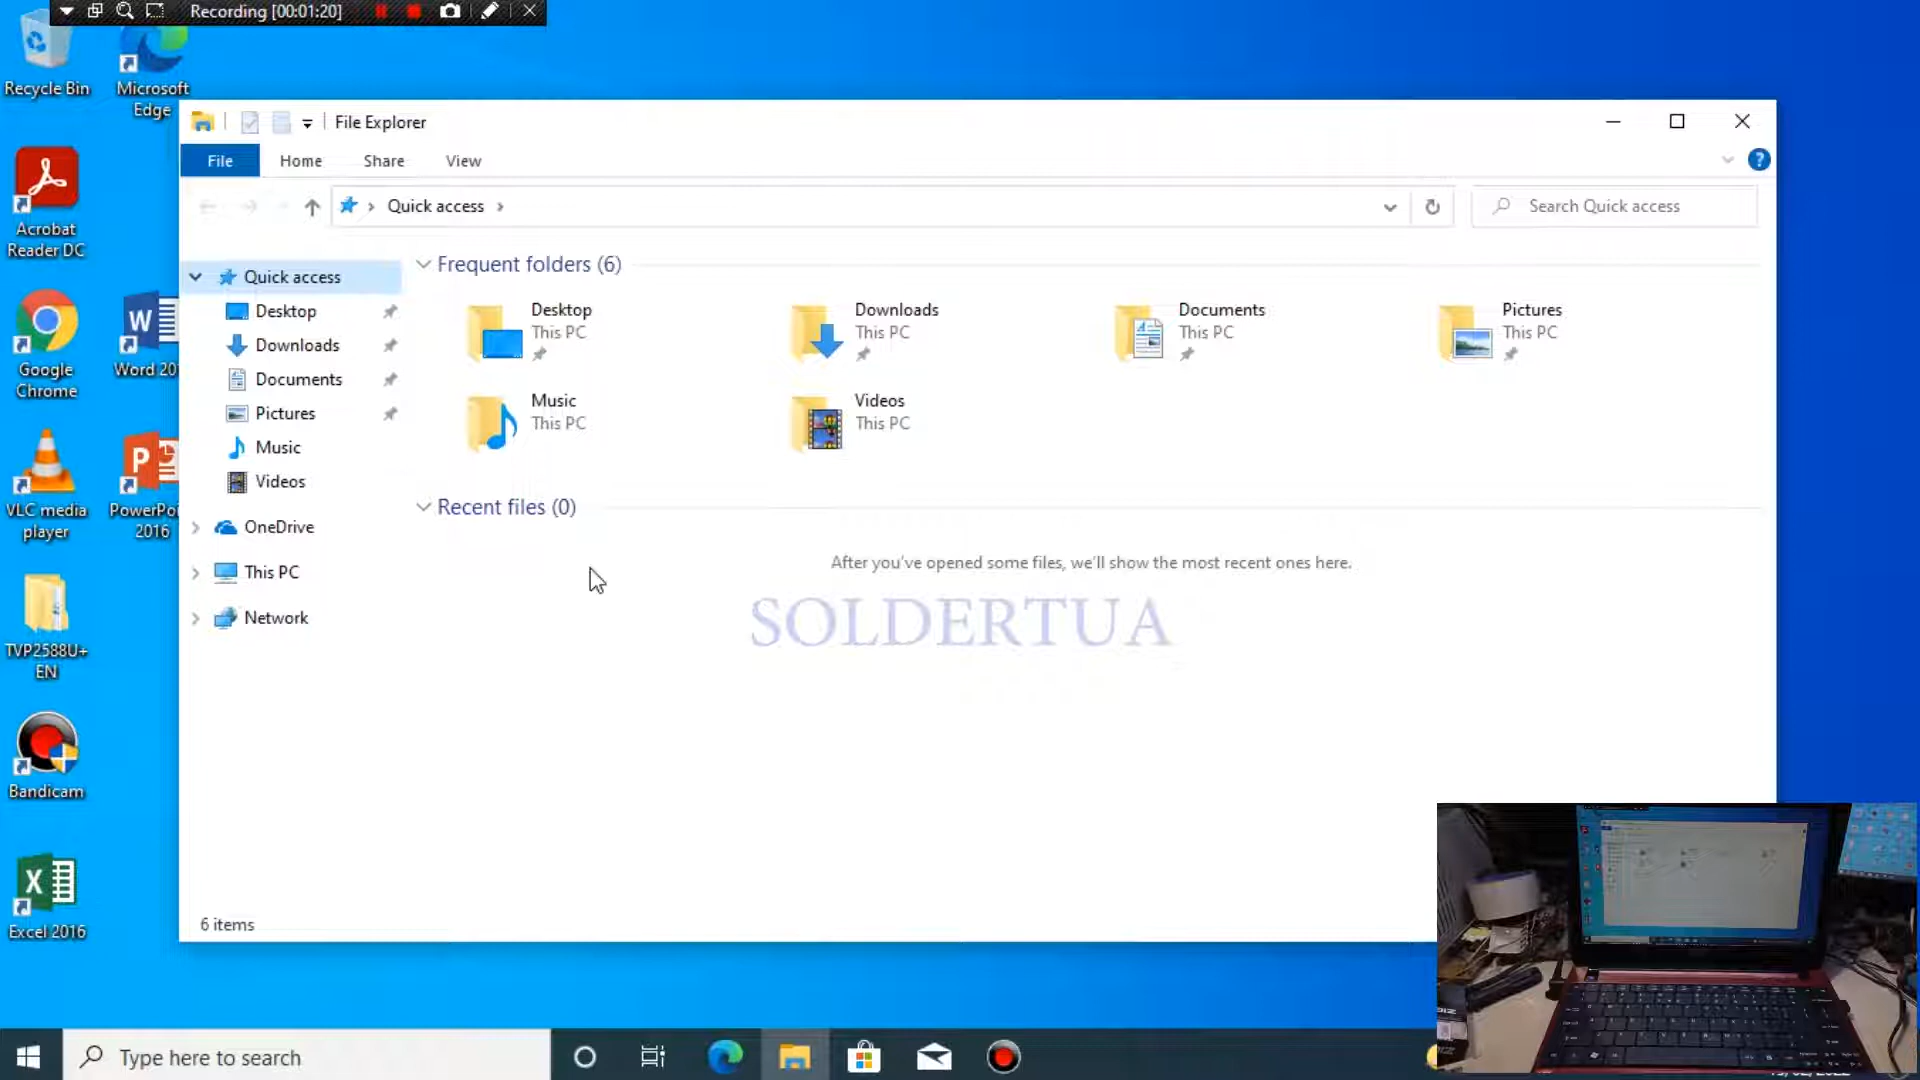 Recording [00:01:20]
Recycle Bin
Microsoft
Edge
Acrobat
Reader DC
Google
Chrome
Word 20
VLC media
player
PowerPoi
2016
TVP2588U+
EN
Bandicam
Excel 2016
File Explorer
File Home Share View
Quick access
Search Quick access
Quick access
Desktop
Downloads
Documents
Pictures
Music
Videos
OneDrive
This PC
Network
Frequent folders (6)
Desktop
This PC
Downloads
This PC
Documents
This PC
Pictures
This PC
Music
This PC
Videos
This PC
Recent files (0)
After you've opened some files, we'll show the most recent ones here.
SOLDERTUA
6 items
Type here to search